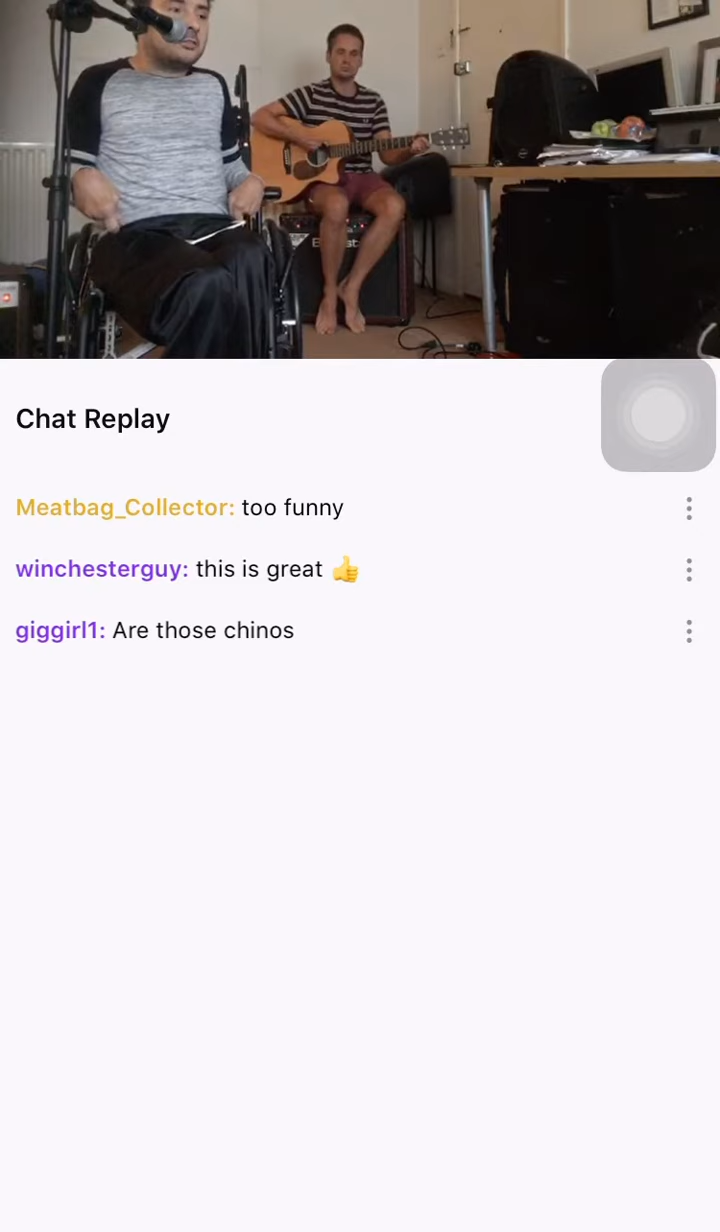 Chat Replay
Meatbag_Collector: too funny
winchesterguy: this is great 👍
giggirl1: Are those chinos